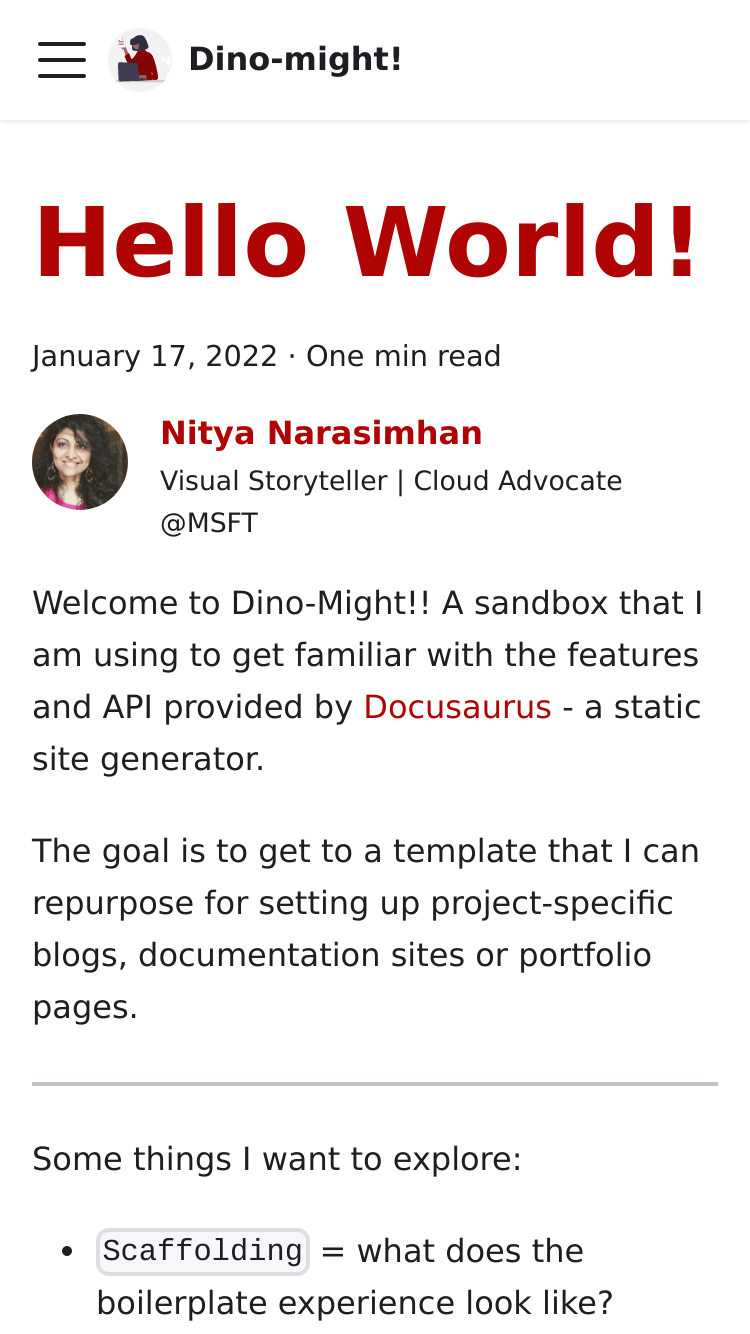 Dino-might!
Hello World!
January 17, 2022 · One min read
Nitya Narasimhan
Visual Storyteller | Cloud Advocate
@MSFT
Welcome to Dino-Might!! A sandbox that I
am using to get familiar with the features
and API provided by Docusaurus - a static
site generator.
The goal is to get to a template that I can
repurpose for setting up project-specific
blogs, documentation sites or portfolio
pages.
Some things I want to explore:
• Scaffolding = what does the
boilerplate experience look like?